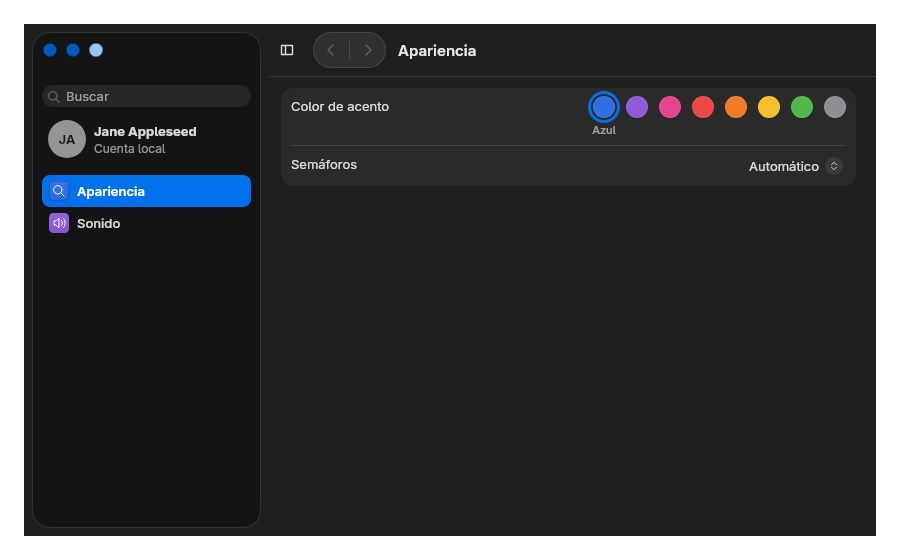 Buscar
JA
Jane Appleseed
Cuenta local
Apariencia
Sonido
Apariencia
Color de acento
Azul
Semáforos
Automático